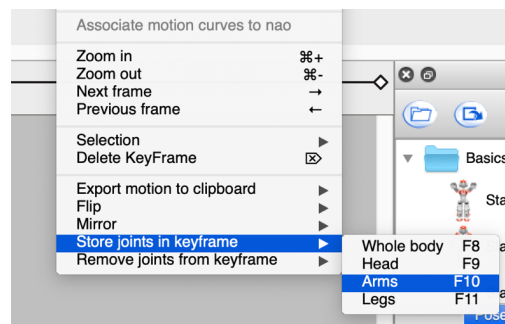 Associate motion curves to nao
Zoom in ⌘+
Zoom out ⌘-
Next frame →
Previous frame ←
Selection ▶
Delete KeyFrame ⌦
Export motion to clipboard ▶
Flip ▶
Mirror ▶
Store joints in keyframe ▶
Remove joints from keyframe ▶
Whole body F8
Head F9
Arms F10
Legs F11
Basics
Sta
Pose